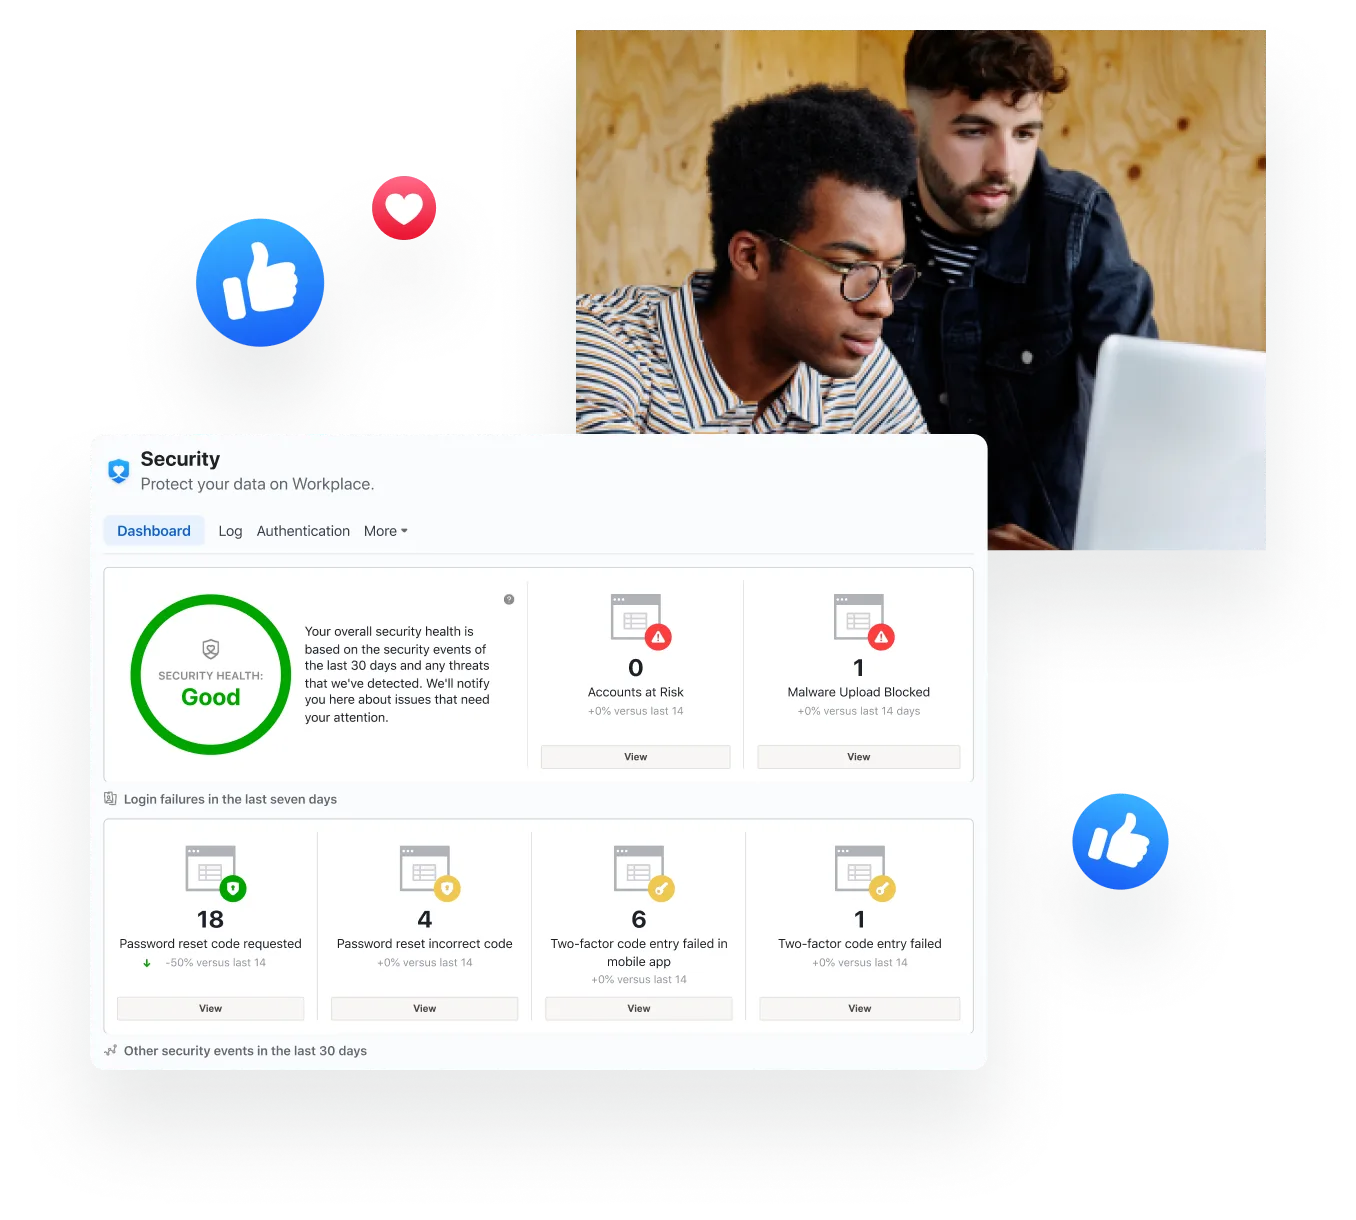 Security
Protect your data on Workplace.
Dashboard Log Authentication More
SECURITY HEALTH:
Good
Your overall security health is
based on the security events of
the last 30 days and any threats
that we've detected. We'll notify
you here about issues that need
your attention.
?
0
Accounts at Risk
+0% versus last 14
View
1
Malware Upload Blocked
+0% versus last 14 days
View
Login failures in the last seven days
18
Password reset code requested
-50% versus last 14
View
4
Password reset incorrect code
+0% versus last 14
View
6
Two-factor code entry failed in
mobile app
+0% versus last 14
View
1
Two-factor code entry failed
+0% versus last 14
View
Other security events in the last 30 days